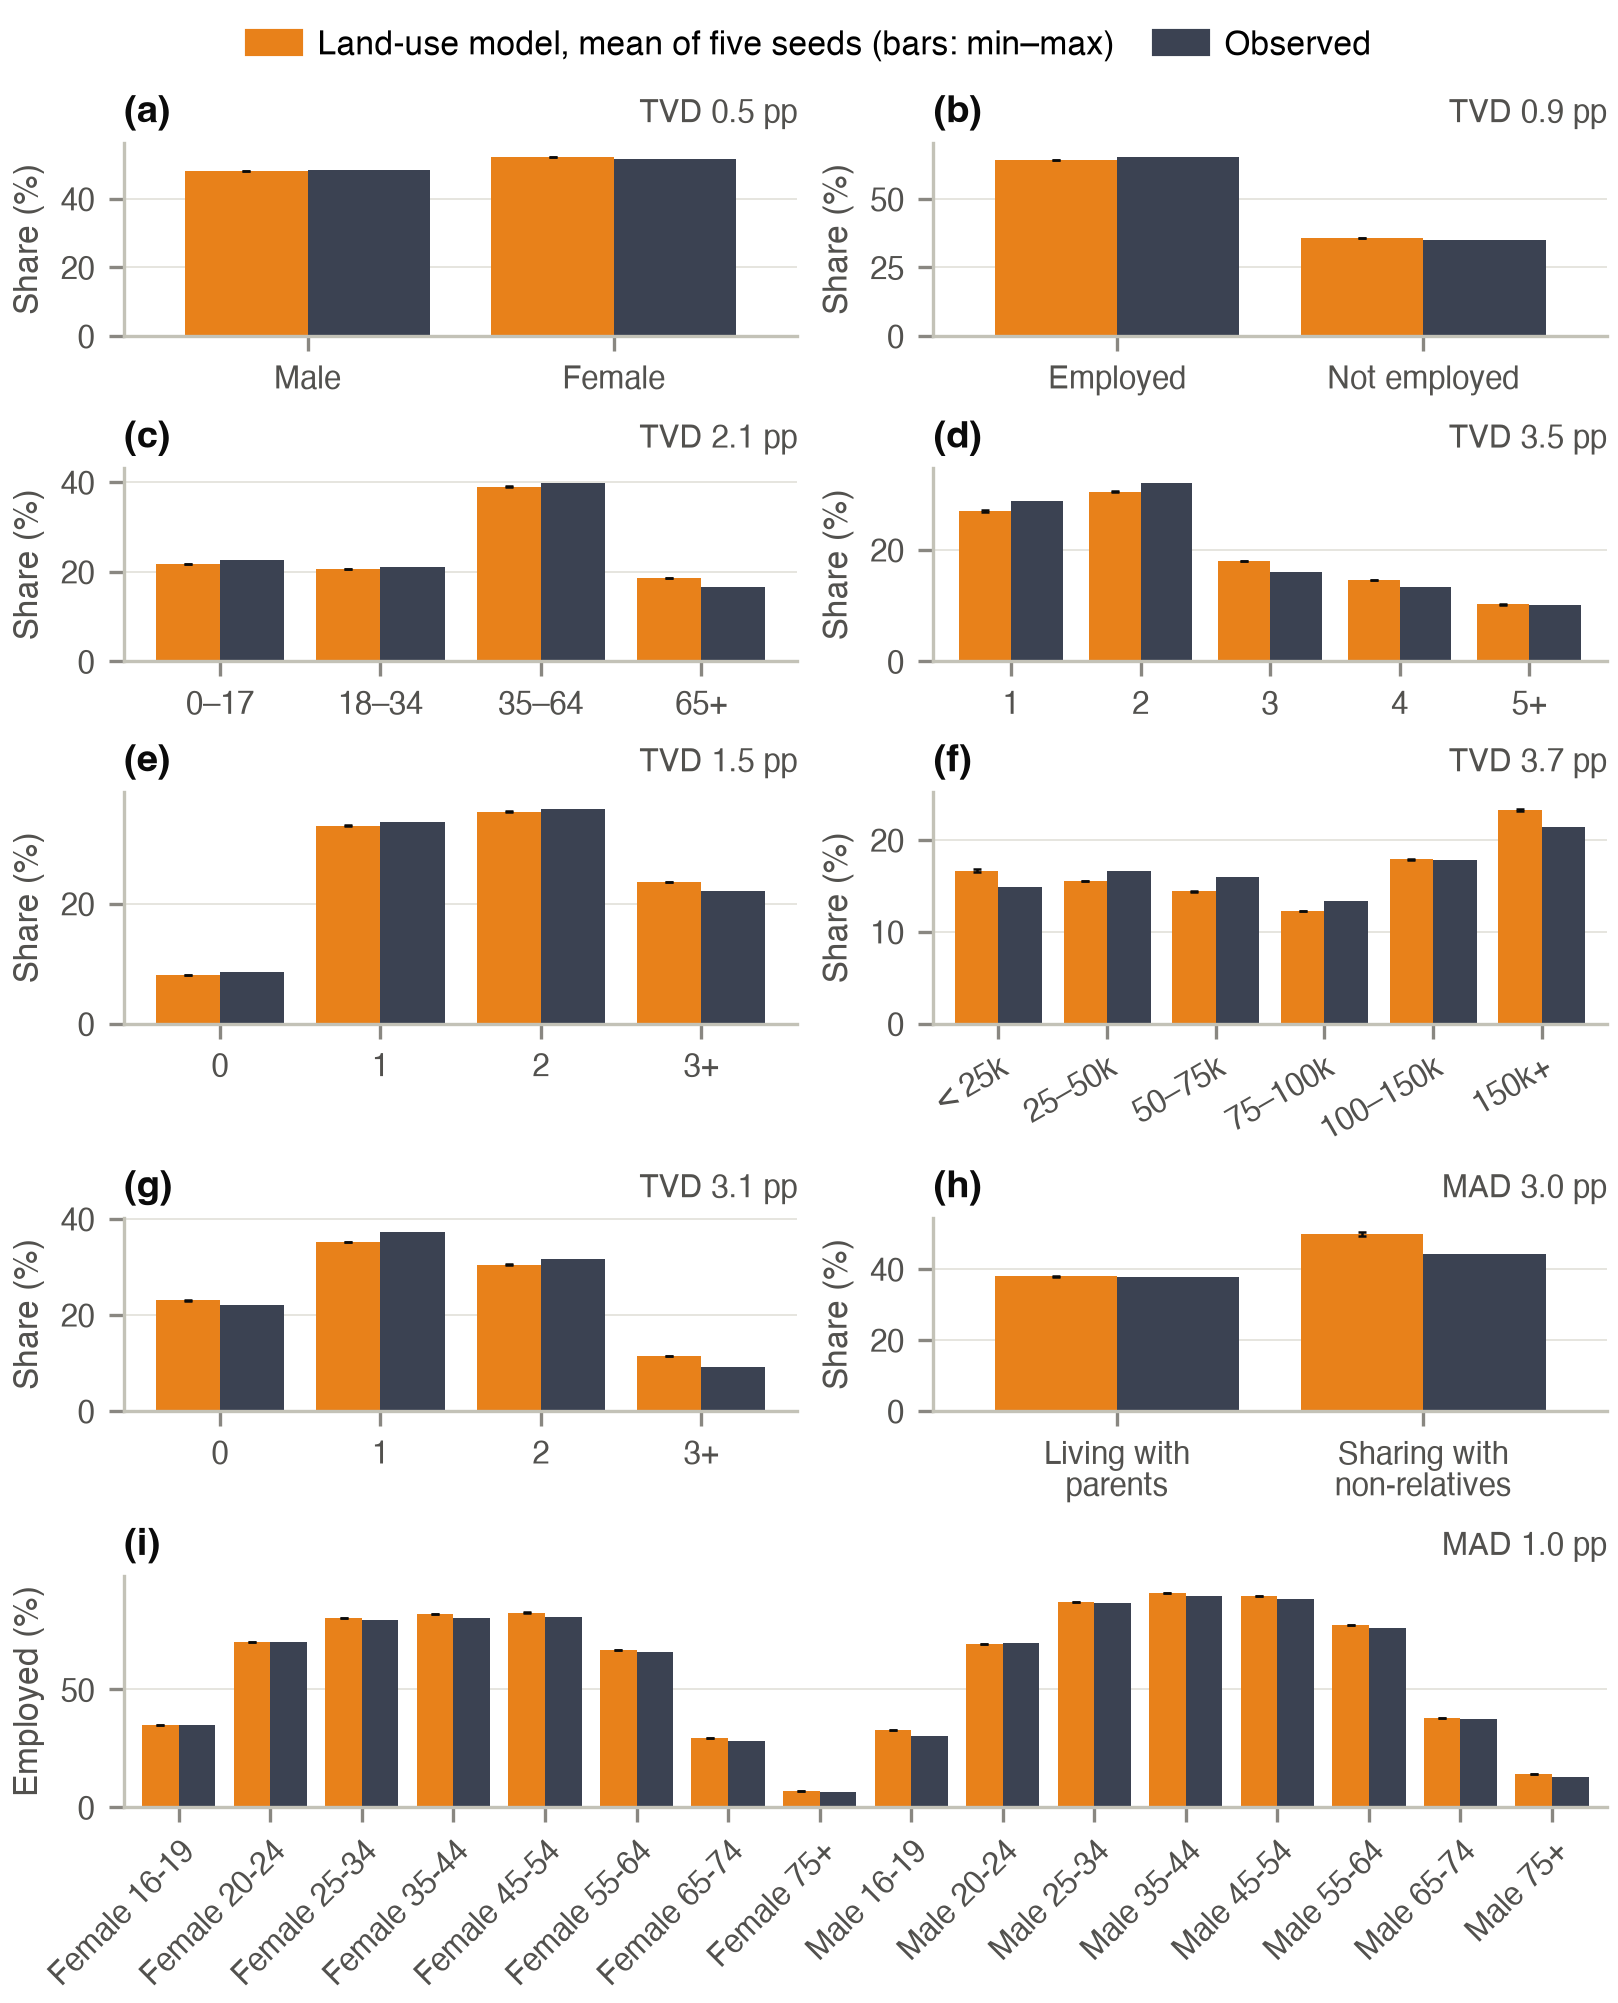 Land-use model, mean of five seeds (bars: min–max)
Observed
(a)
TVD 0.5 pp
Share (%)
40
20
0
Male
Female
(b)
TVD 0.9 pp
Share (%)
50
25
0
Employed
Not employed
(c)
TVD 2.1 pp
Share (%)
40
20
0
0–17
18–34
35–64
65+
(d)
TVD 3.5 pp
Share (%)
20
0
1
2
3
4
5+
(e)
TVD 1.5 pp
Share (%)
20
0
0
1
2
3+
(f)
TVD 3.7 pp
Share (%)
20
10
0
< 25k
25–50k
50–75k
75–100k
100–150k
150k+
(g)
TVD 3.1 pp
Share (%)
40
20
0
0
1
2
3+
(h)
MAD 3.0 pp
Share (%)
40
20
0
Living with
parents
Sharing with
non-relatives
(i)
MAD 1.0 pp
Employed (%)
50
0
Female 16-19
Female 20-24
Female 25-34
Female 35-44
Female 45-54
Female 55-64
Female 65-74
Female 75+
Male 16-19
Male 20-24
Male 25-34
Male 35-44
Male 45-54
Male 55-64
Male 65-74
Male 75+